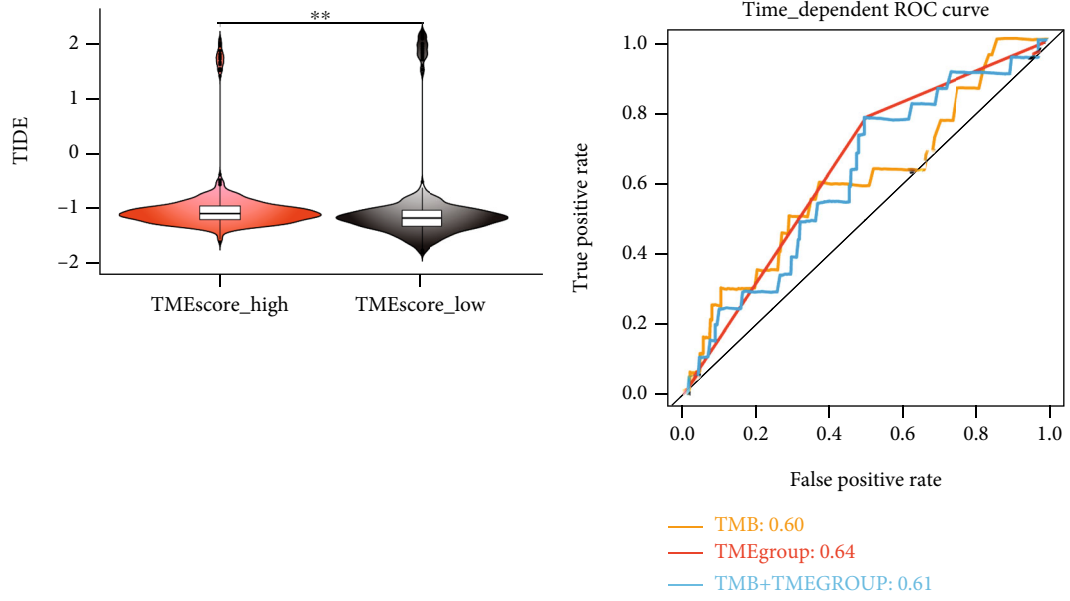 **
TIDE
2
1
0
–1
–2
TMEscore_high
TMEscore_low
Time_dependent ROC curve
True positive rate
1.0
0.8
0.6
0.4
0.2
0.0
0.0 0.2 0.4 0.6 0.8 1.0
False positive rate
TMB: 0.60
TMEgroup: 0.64
TMB+TMEGROUP: 0.61